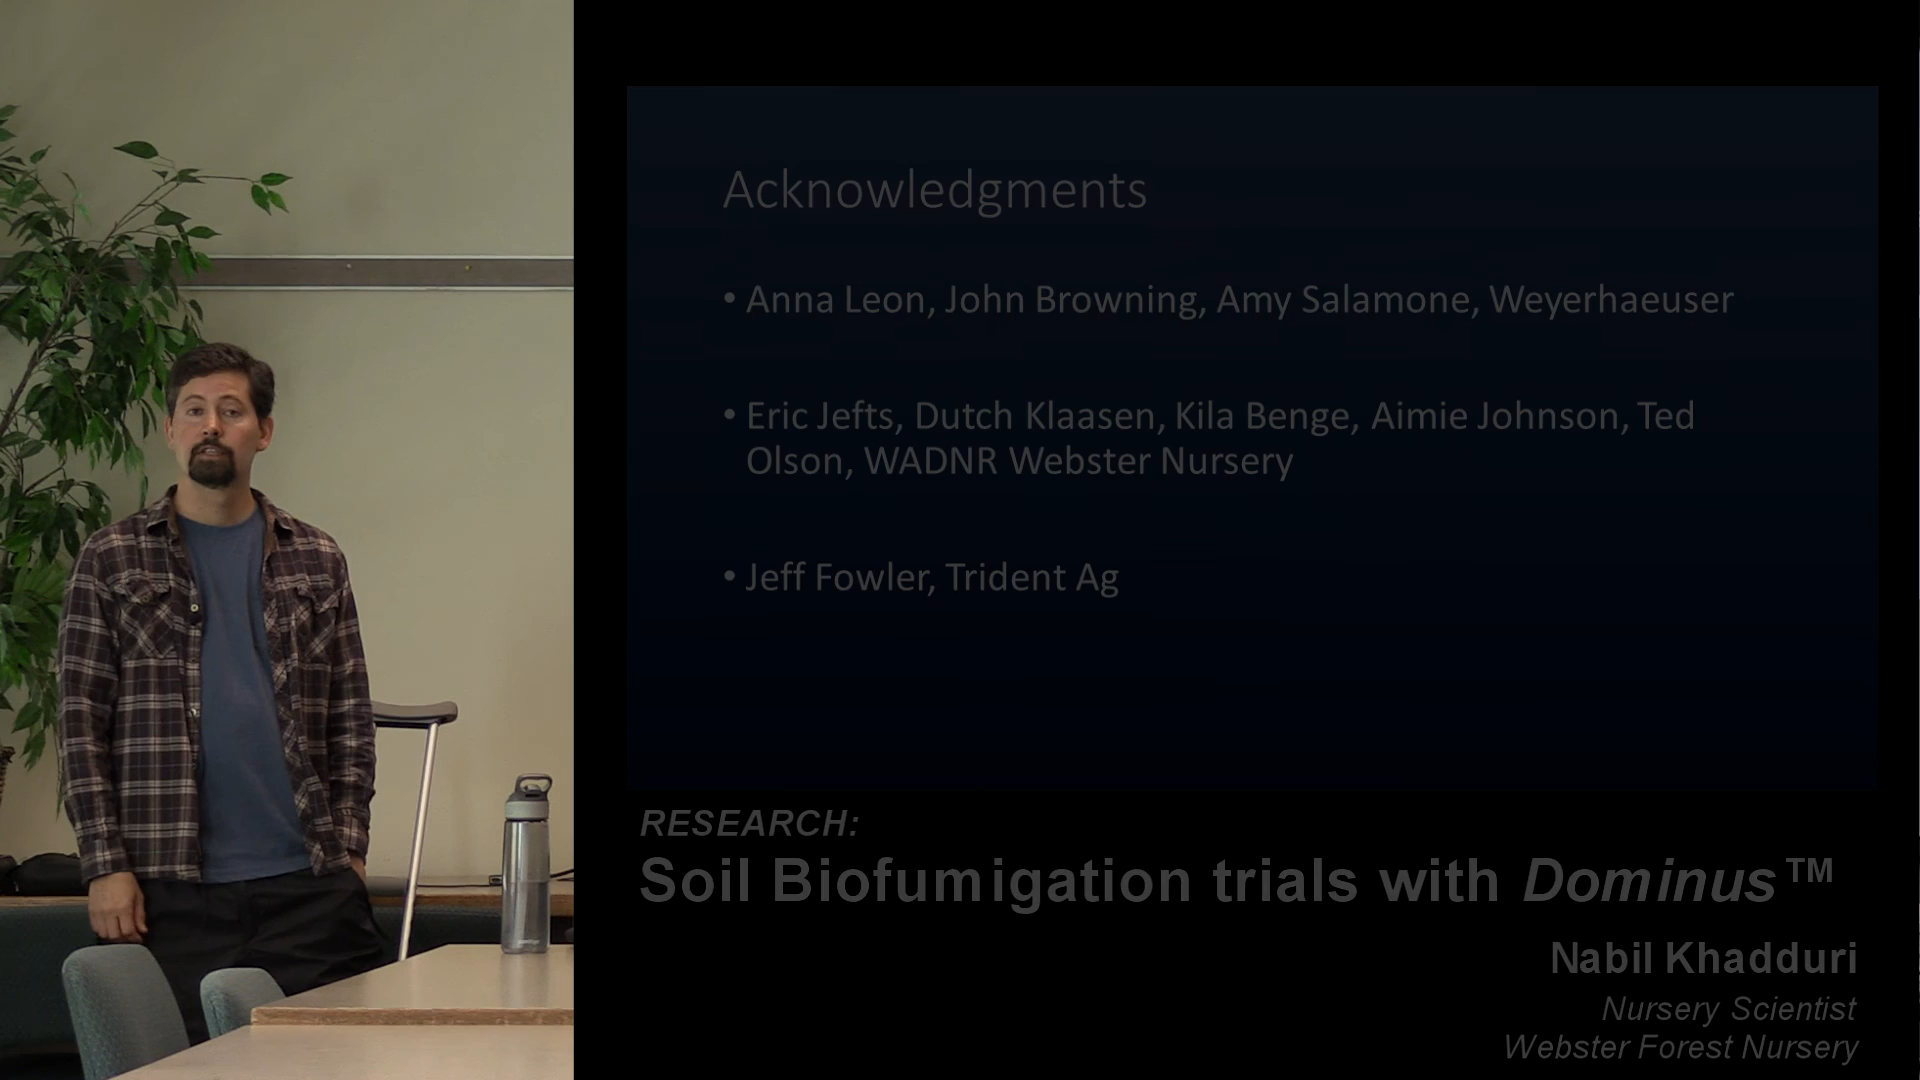 Acknowledgments
• Anna Leon, John Browning, Amy Salamone, Weyerhaeuser
• Eric Jefts, Dutch Klaasen, Kila Benge, Aimie Johnson, Ted
Olson, WADNR Webster Nursery
• Jeff Fowler, Trident Ag
RESEARCH:
Soil Biofumigation trials with Dominus™
Nabil Khadduri
Nursery Scientist
Webster Forest Nursery